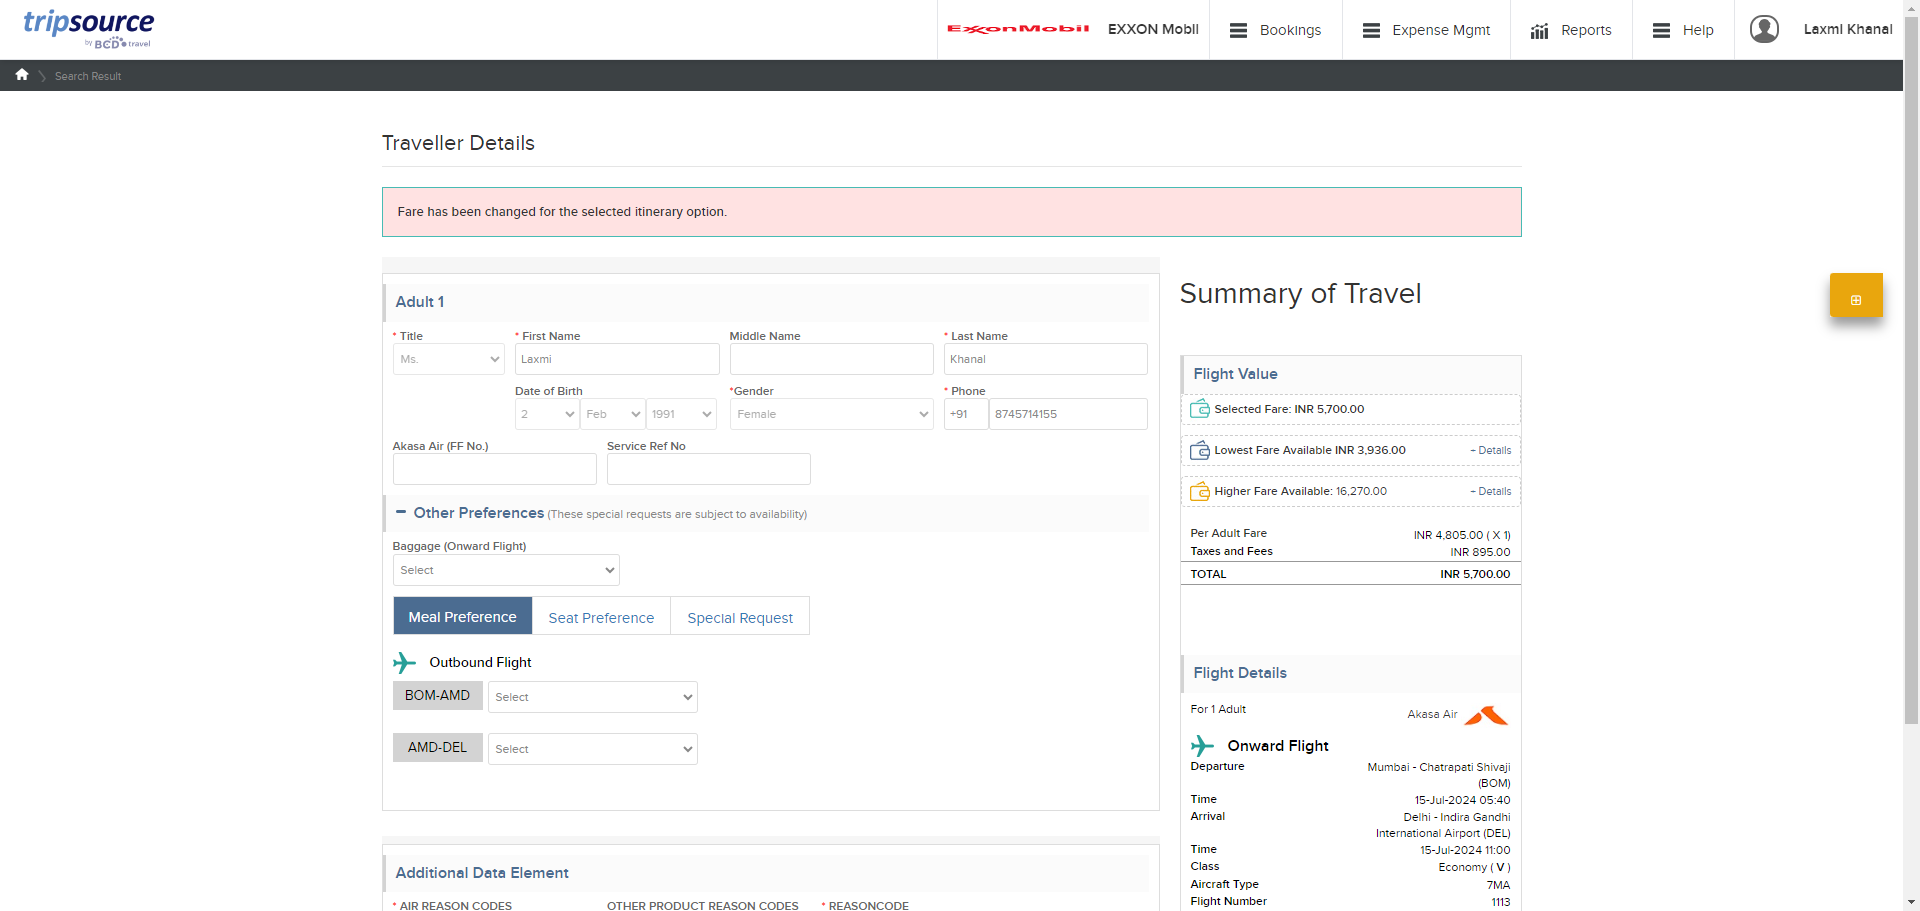 tripsource
by BCD travel
ExxonMobil EXXON Mobil Bookings Expense Mgmt Reports Help Laxmi Khanal
Search Result
Traveller Details
Fare has been changed for the selected itinerary option.
Adult 1
* Title * First Name Middle Name * Last Name
Ms. Laxmi Khanal
Date of Birth *Gender * Phone
2 Feb 1991 Female +91 8745714155
Akasa Air (FF No.) Service Ref No
Other Preferences (These special requests are subject to availability)
Baggage (Onward Flight)
Select
Meal Preference Seat Preference Special Request
Outbound Flight
BOM-AMD Select
AMD-DEL Select
Additional Data Element
* AIR REASON CODES OTHER PRODUCT REASON CODES * REASONCODE
Summary of Travel
Flight Value
Selected Fare: INR 5,700.00
Lowest Fare Available INR 3,936.00 + Details
Higher Fare Available: 16,270.00 + Details
Per Adult Fare INR 4,805.00 ( X 1)
Taxes and Fees INR 895.00
TOTAL INR 5,700.00
Flight Details
For 1 Adult Akasa Air
Onward Flight
Departure Mumbai - Chatrapati Shivaji
(BOM)
Time 15-Jul-2024 05:40
Arrival Delhi - Indira Gandhi
International Airport (DEL)
Time 15-Jul-2024 11:00
Class Economy ( V )
Aircraft Type 7MA
Flight Number 1113